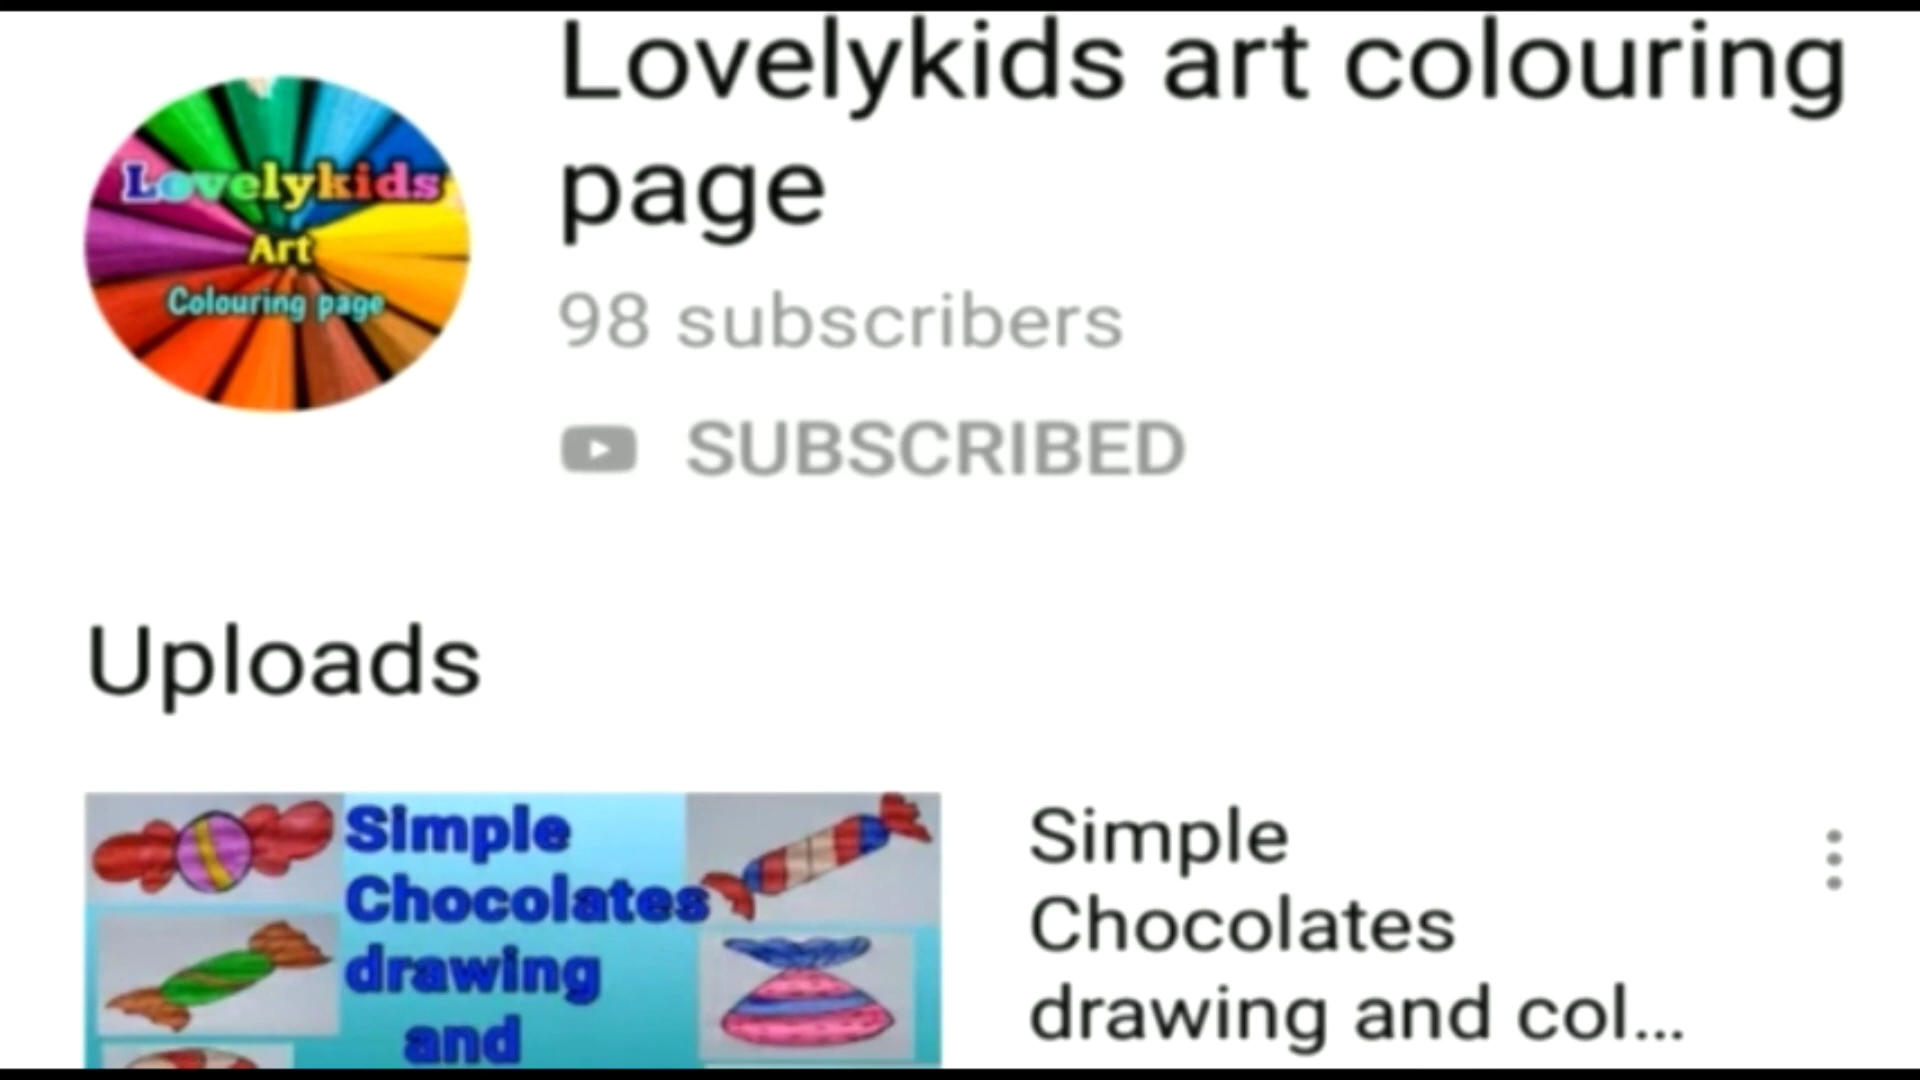 Lovelykids art colouring
page
98 subscribers
SUBSCRIBED
Lovelykids
Art
Colouring page
Uploads
Simple
Chocolates
drawing
and
Simple
Chocolates
drawing and col...